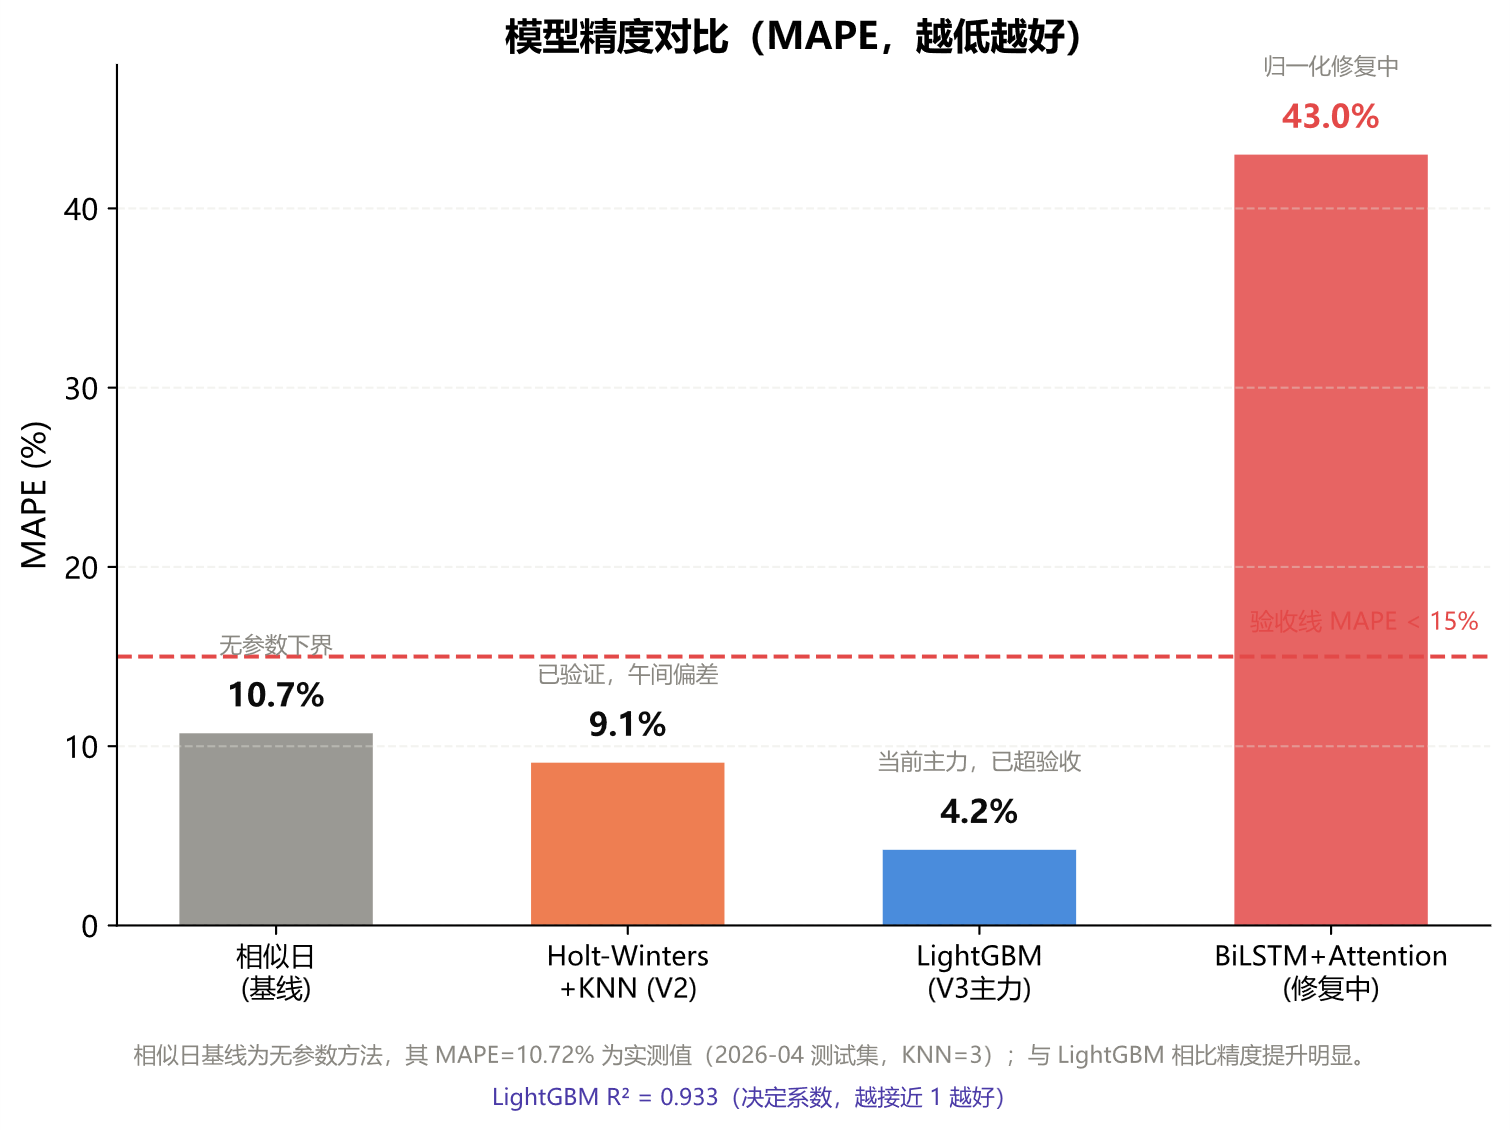 模型精度对比（MAPE，越低越好）
归一化修复中
43.0%
MAPE (%)
40
30
20
10
0
验收线 MAPE < 15%
无参数下界
10.7%
已验证，午间偏差
9.1%
当前主力，已超验收
4.2%
相似日
(基线)
Holt-Winters
+KNN (V2)
LightGBM
(V3主力)
BiLSTM+Attention
(修复中)
相似日基线为无参数方法，其 MAPE=10.72% 为实测值（2026-04 测试集，KNN=3）；与 LightGBM 相比精度提升明显。
LightGBM R² = 0.933（决定系数，越接近 1 越好）